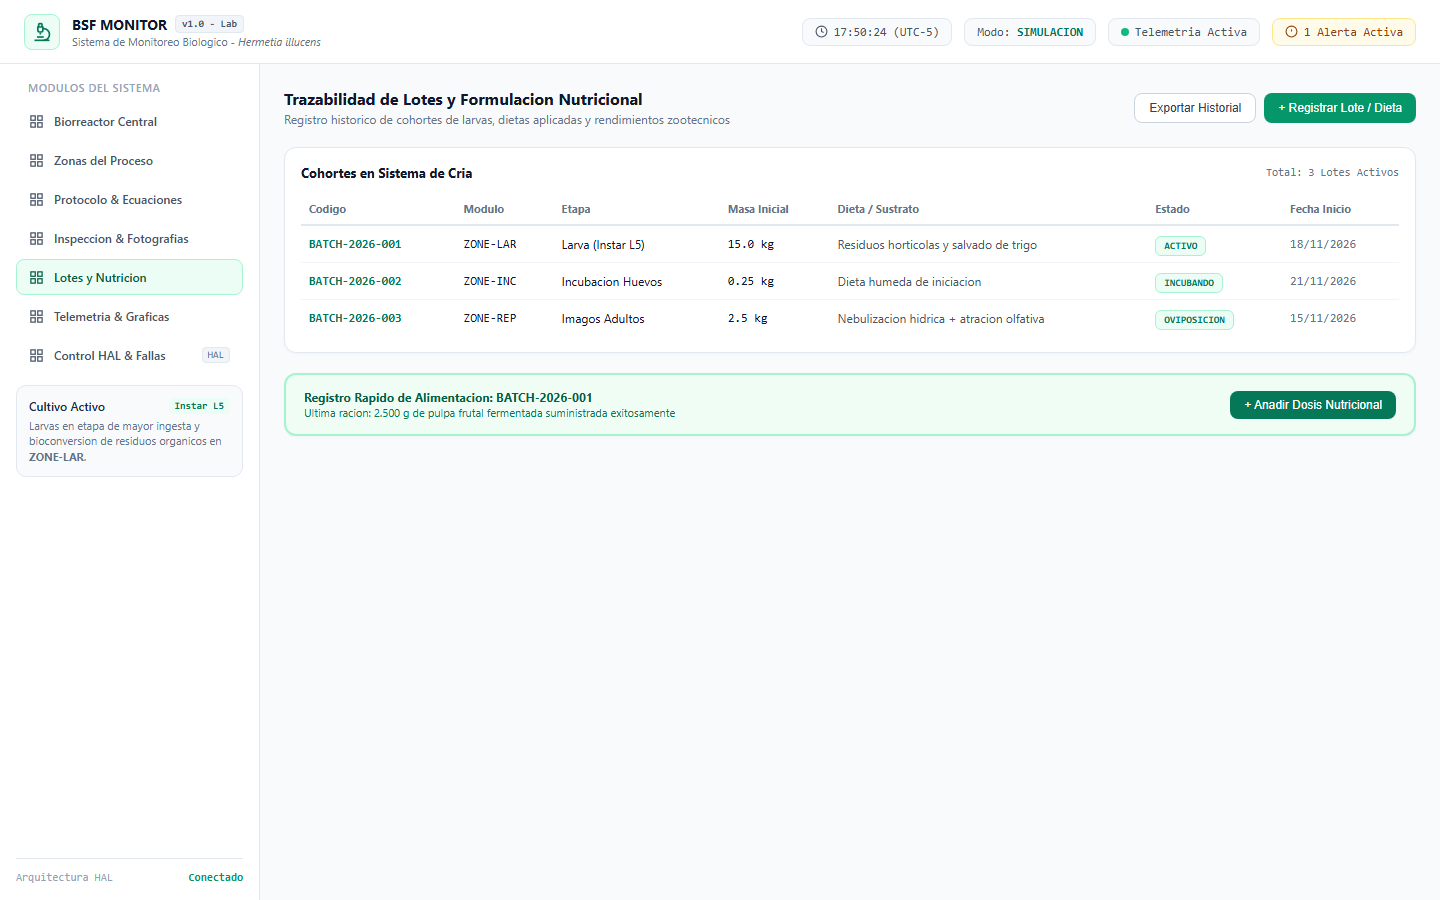 BSF MONITOR v1.0 - Lab
Sistema de Monitoreo Biologico - Hermetia illucens
17:50:24 (UTC-5)
Modo: SIMULACION
Telemetria Activa
1 Alerta Activa
MODULOS DEL SISTEMA
Biorreactor Central
Zonas del Proceso
Protocolo & Ecuaciones
Inspeccion & Fotografias
Lotes y Nutricion
Telemetria & Graficas
Control HAL & Fallas HAL
Cultivo Activo Instar L5
Larvas en etapa de mayor ingesta y
bioconversion de residuos organicos en
ZONE-LAR.
Arquitectura HAL Conectado
Trazabilidad de Lotes y Formulacion Nutricional
Registro historico de cohortes de larvas, dietas aplicadas y rendimientos zootecnicos
Exportar Historial
+ Registrar Lote / Dieta
Cohortes en Sistema de Cria
Total: 3 Lotes Activos
Codigo Modulo Etapa Masa Inicial Dieta / Sustrato Estado Fecha Inicio
BATCH-2026-001 ZONE-LAR Larva (Instar L5) 15.0 kg Residuos horticolas y salvado de trigo ACTIVO 18/11/2026
BATCH-2026-002 ZONE-INC Incubacion Huevos 0.25 kg Dieta humeda de iniciacion INCUBANDO 21/11/2026
BATCH-2026-003 ZONE-REP Imagos Adultos 2.5 kg Nebulizacion hidrica + atracion olfativa OVIPOSICION 15/11/2026
Registro Rapido de Alimentacion: BATCH-2026-001
Ultima racion: 2.500 g de pulpa frutal fermentada suministrada exitosamente
+ Anadir Dosis Nutricional